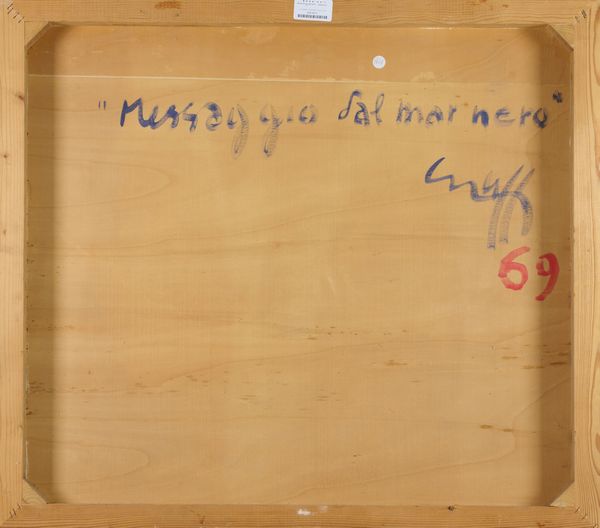 "Messaggio dal mar nero"
69